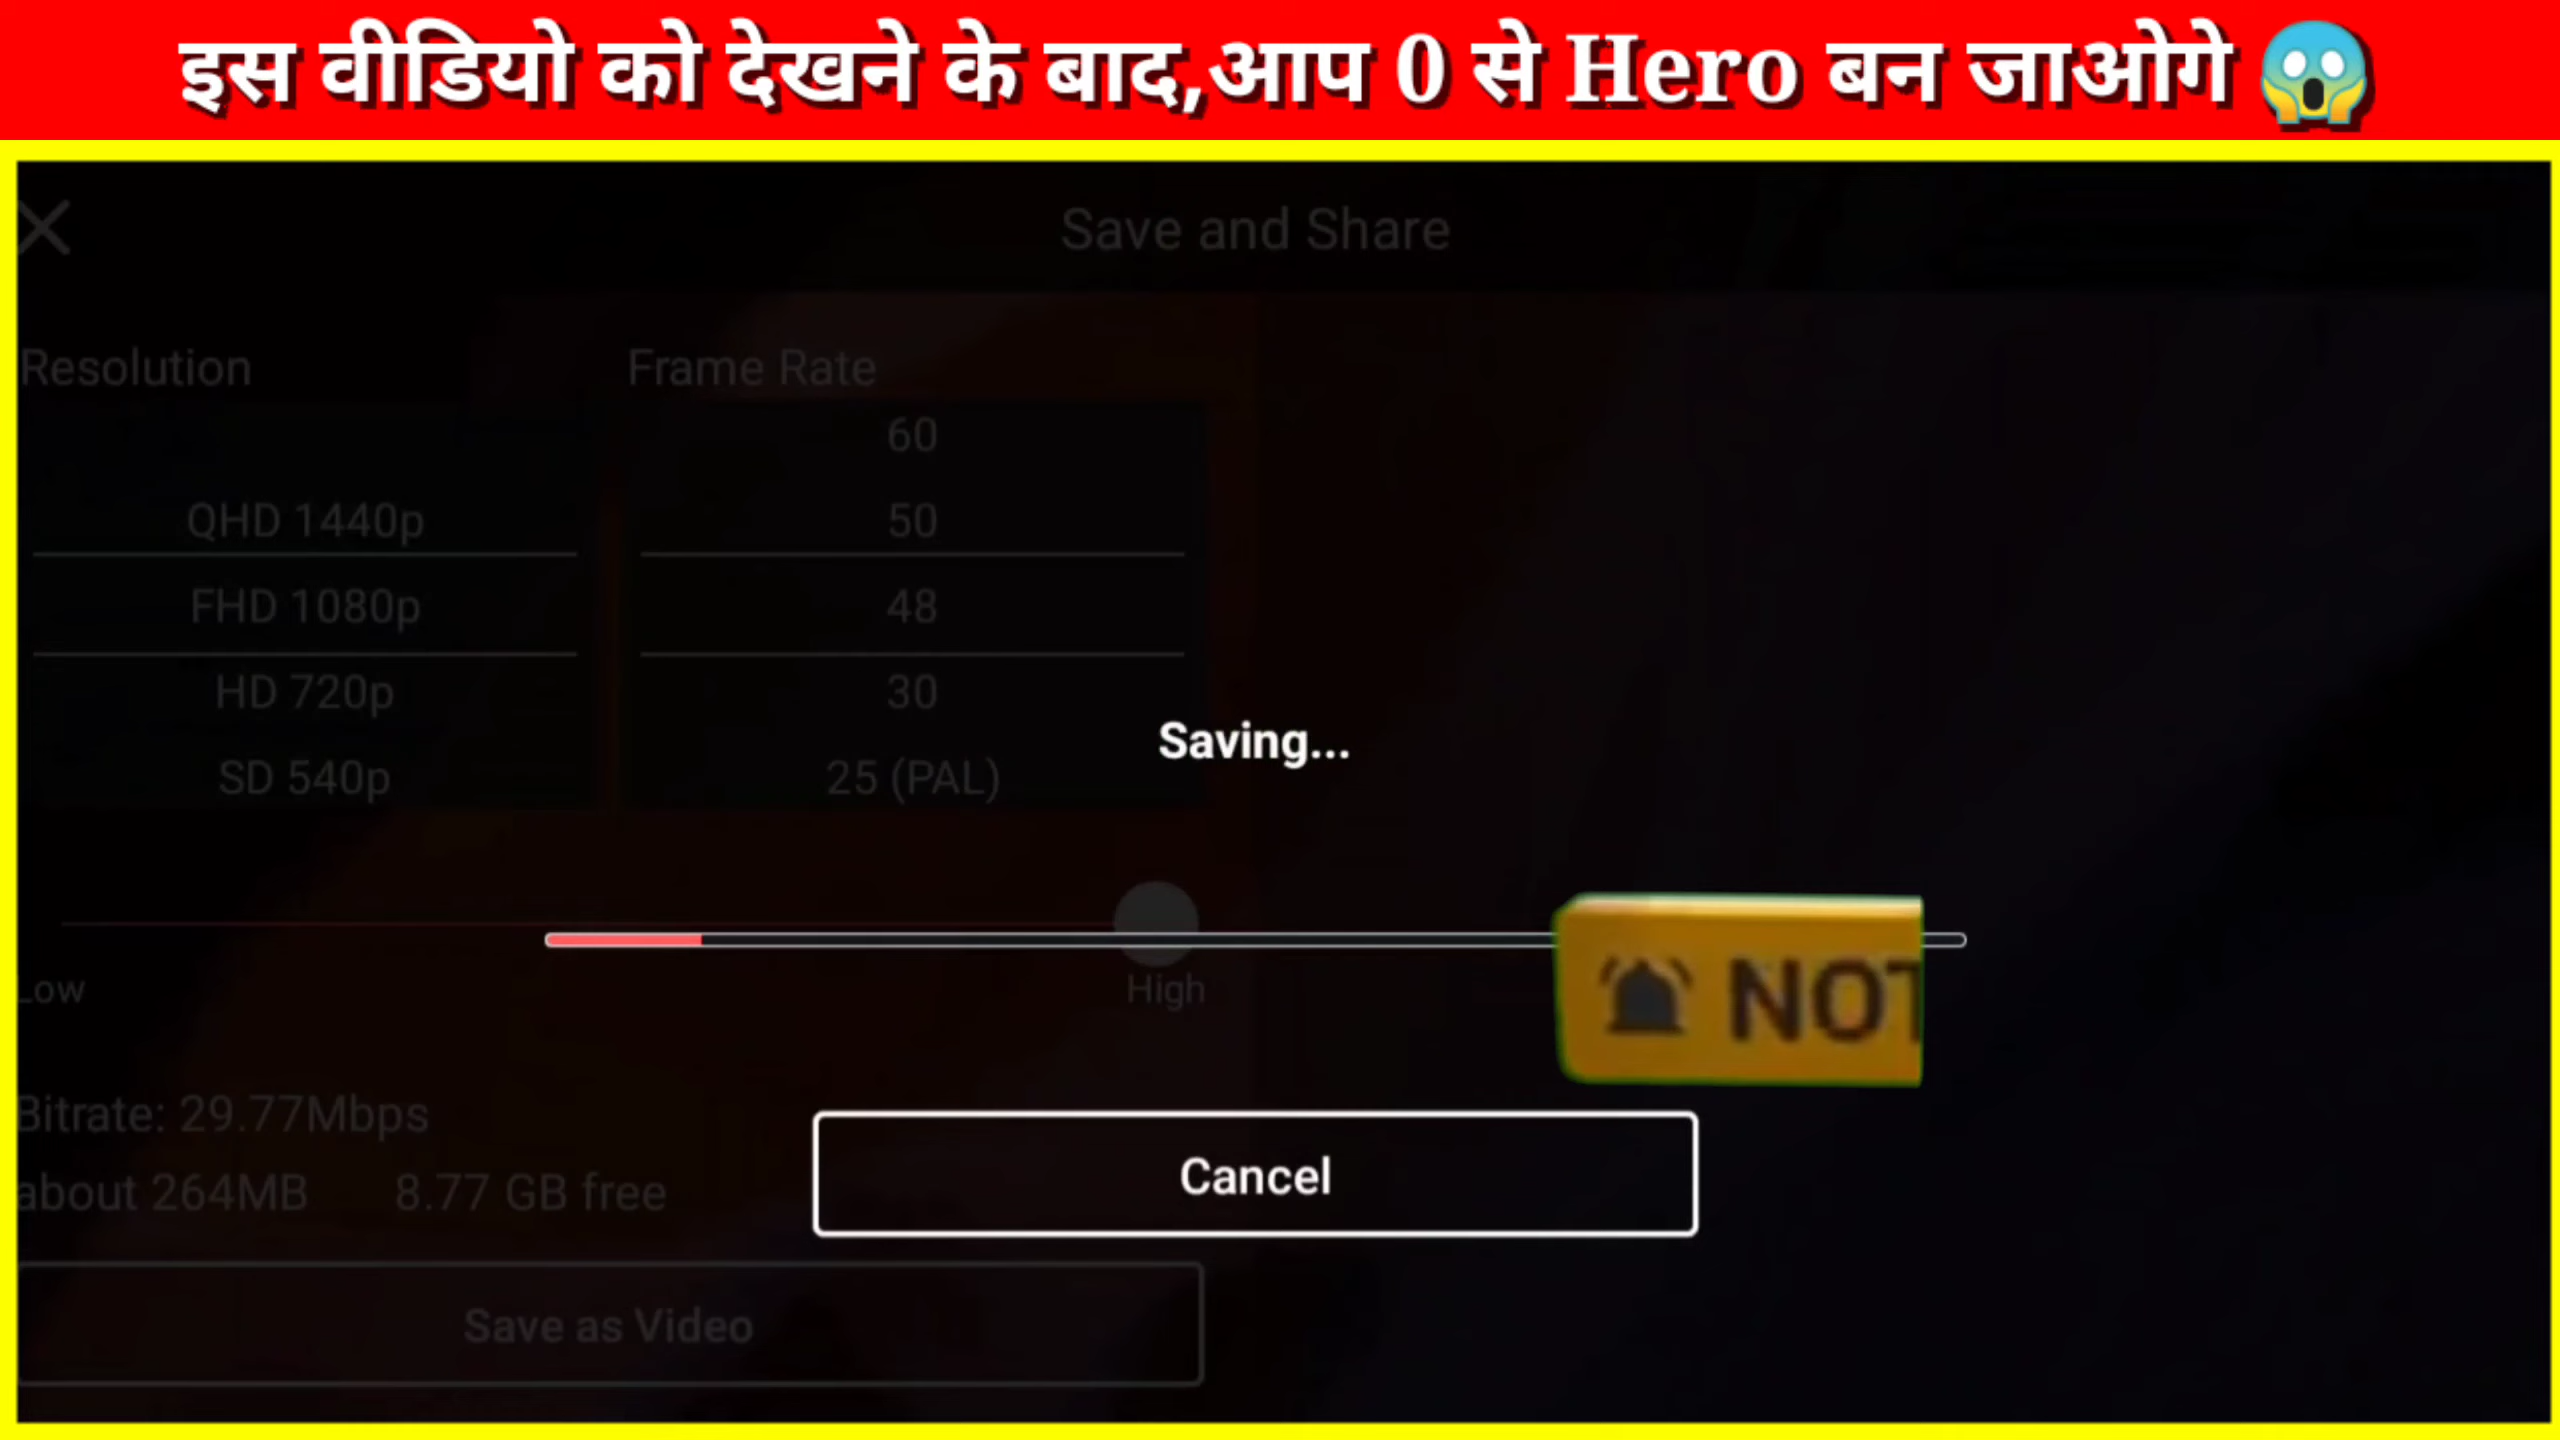 इस वीडियो को देखने के बाद,आप 0 से Hero बन जाओगे 😱
Save and Share
Resolution
Frame Rate
60
QHD 1440p
50
FHD 1080p
48
HD 720p
30
Saving...
SD 540p
25 (PAL)
Low
High
NOT
Bitrate: 29.77Mbps
Cancel
about 264MB 8.77 GB free
Save as Video